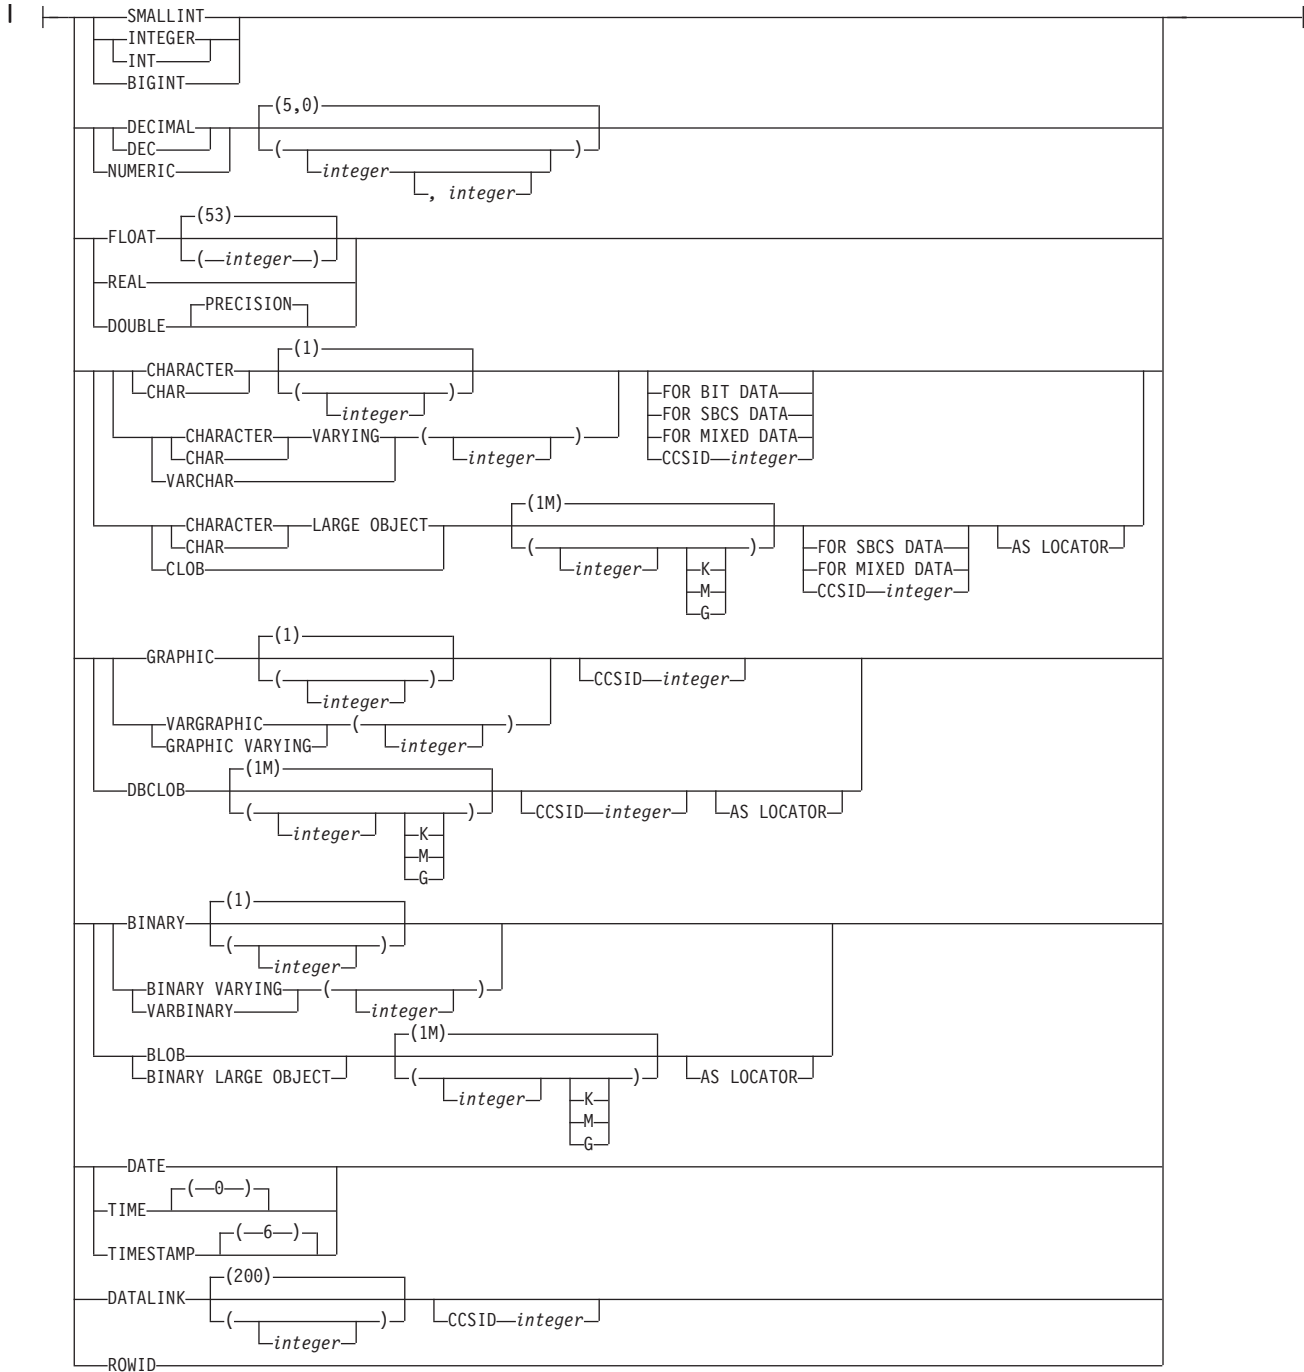 SMALLINT
INTEGER
INT
BIGINT
(5,0)
DECIMAL
DEC ( )
NUMERIC integer
, integer
(53)
FLOAT
( integer )
REAL
PRECISION
DOUBLE
(1)
CHARACTER
CHAR ( ) FOR BIT DATA
integer FOR SBCS DATA
CHARACTER VARYING ( ) FOR MIXED DATA
CHAR integer CCSID integer
VARCHAR
(1M)
CHARACTER LARGE OBJECT
CHAR ( ) FOR SBCS DATA AS LOCATOR
CLOB integer K FOR MIXED DATA
M CCSID integer
G
(1)
GRAPHIC
( ) CCSID integer
integer
VARGRAPHIC ( )
GRAPHIC VARYING integer
(1M)
DBCLOB
( ) CCSID integer AS LOCATOR
integer K
M
G
(1)
BINARY
( )
integer
BINARY VARYING ( )
VARBINARY integer
(1M)
BLOB
BINARY LARGE OBJECT ( ) AS LOCATOR
integer K
M
G
DATE
( 0 )
TIME
( 6 )
TIMESTAMP
(200)
DATALINK
( ) CCSID integer
integer
ROWID